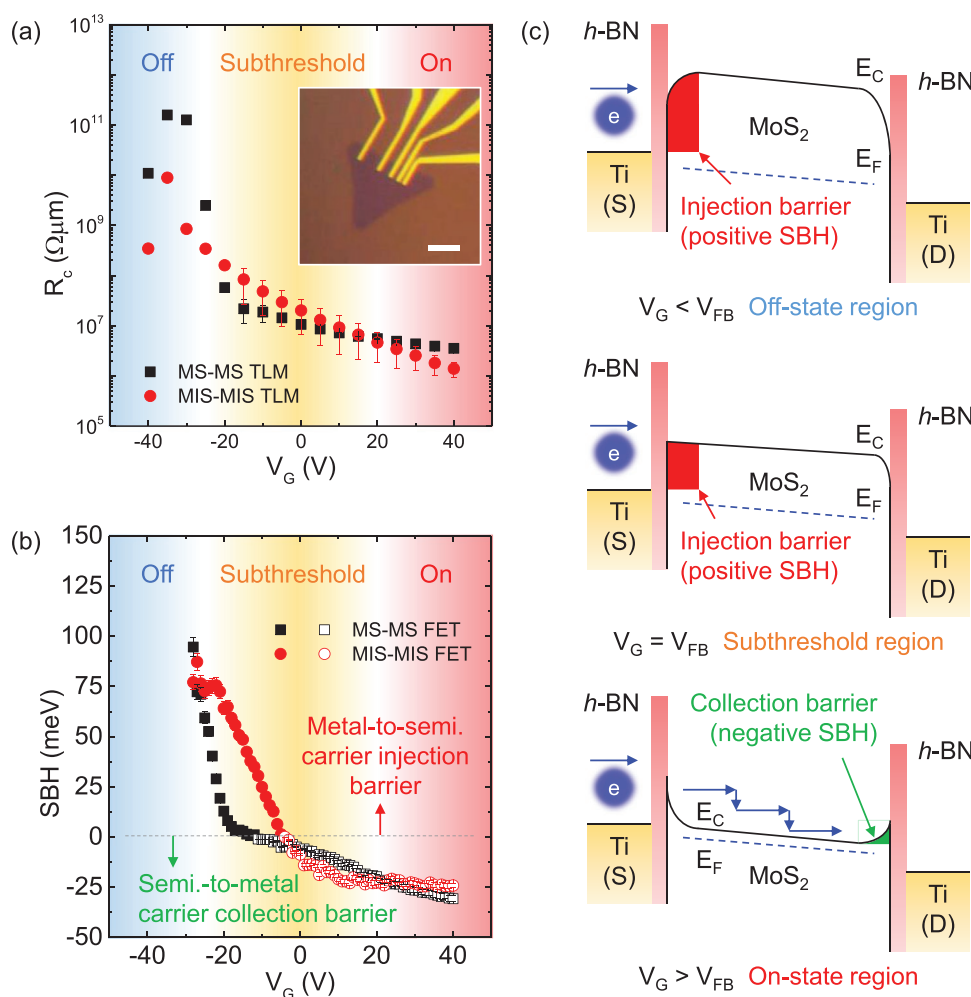 (a)
10^13
10^11
10^9
10^7
10^5
R_c (Ωμm)
Off
Subthreshold
On
MS-MS TLM
MIS-MIS TLM
-40
-20
0
20
40
V_G (V)
(b)
150
125
100
75
50
25
0
-25
-50
SBH (meV)
Off
Subthreshold
On
MS-MS FET
MIS-MIS FET
Metal-to-semi.
carrier injection
barrier
Semi.-to-metal
carrier collection barrier
-40
-20
0
20
40
V_G (V)
(c)
h-BN
E_C
h-BN
e
MoS_2
E_F
Ti
(S)
Injection barrier
(positive SBH)
Ti
(D)
V_G < V_FB Off-state region
h-BN
E_C
h-BN
e
MoS_2
E_F
Ti
(S)
Injection barrier
(positive SBH)
Ti
(D)
V_G = V_FB Subthreshold region
h-BN
Collection barrier
(negative SBH)
h-BN
e
E_C
E_F
MoS_2
Ti
(S)
Ti
(D)
V_G > V_FB On-state region